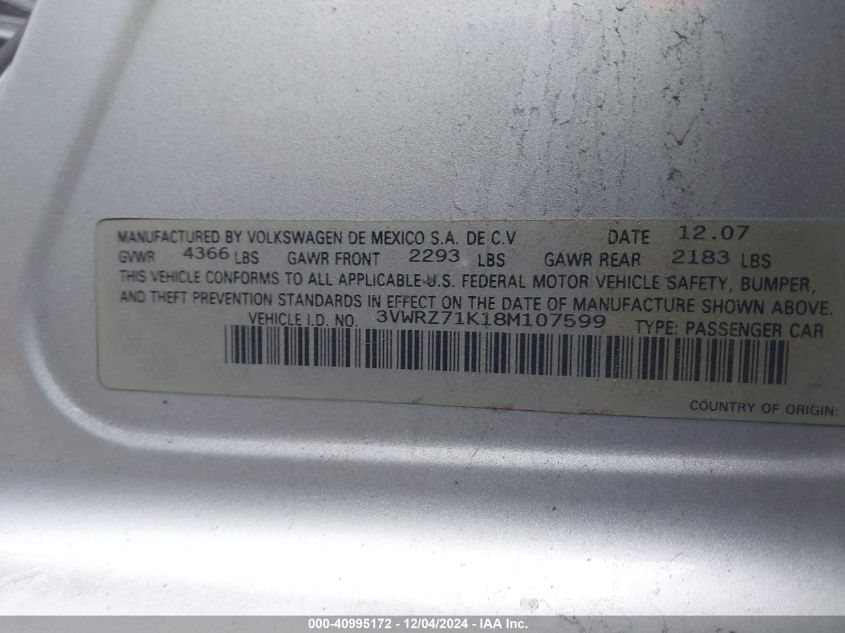 MANUFACTURED BY VOLKSWAGEN DE MEXICO S.A. DE C.V DATE 12.07
GVWR 4366 LBS GAWR FRONT 2293 LBS GAWR REAR 2183 LBS
THIS VEHICLE CONFORMS TO ALL APPLICABLE U.S. FEDERAL MOTOR VEHICLE SAFETY, BUMPER,
AND THEFT PREVENTION STANDARDS IN EFFECT ON THE DATE OF MANUFACTURE SHOWN ABOVE.
VEHICLE I.D. NO. 3VWRZ71K18M107599 TYPE: PASSENGER CAR
COUNTRY OF ORIGIN:
000-40995172 - 12/04/2024 - COPYRIGHT IAA, Inc.